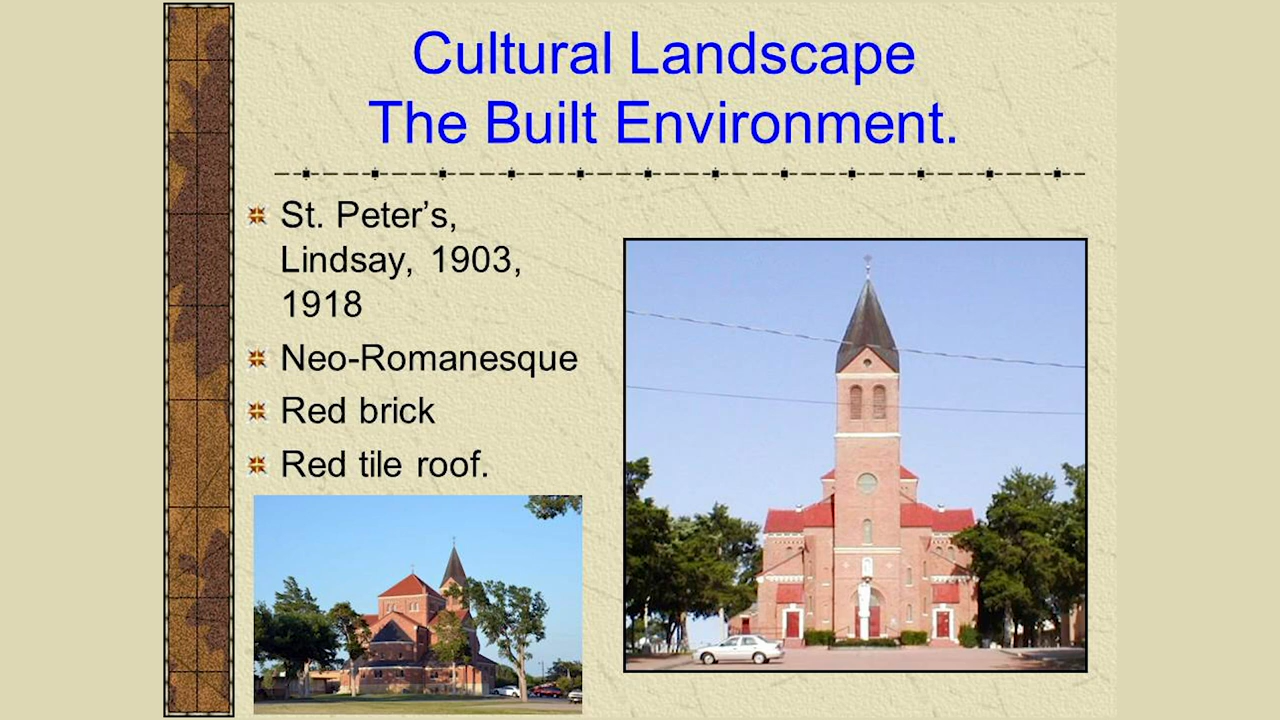 Cultural Landscape
The Built Environment.
St. Peter’s,
Lindsay, 1903,
1918
Neo-Romanesque
Red brick
Red tile roof.